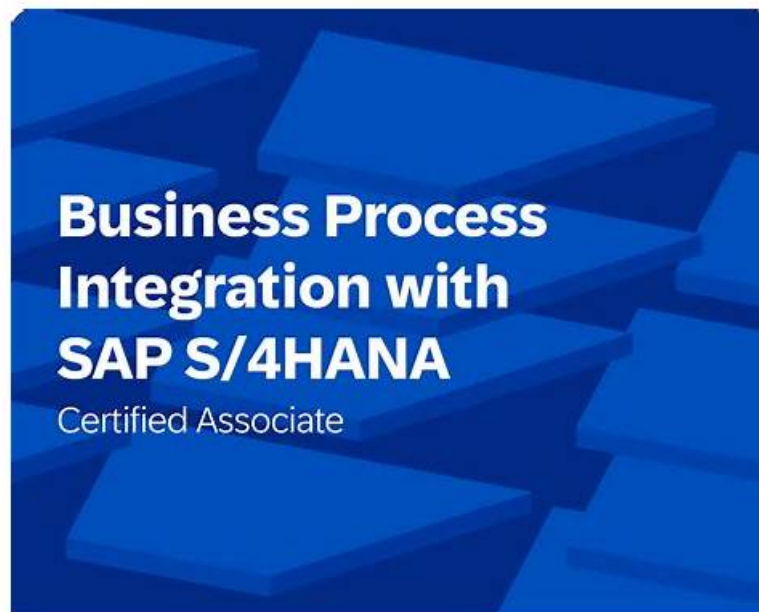 Business Process
Integration with
SAP S/4HANA
Certified Associate